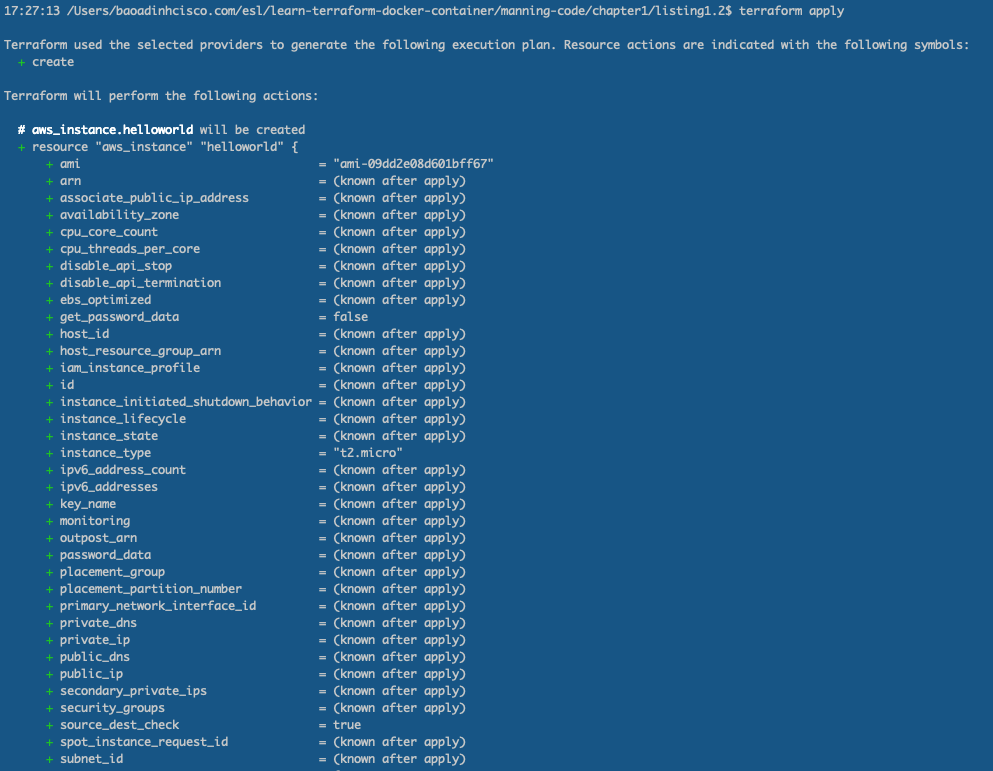 17:27:13 /Users/baoadinhcisco.com/esl/learn-terraform-docker-container/manning-code/chapter1/listing1.2$ terraform apply
Terraform used the selected providers to generate the following execution plan. Resource actions are indicated with the following symbols:
+ create
Terraform will perform the following actions:
# aws_instance.helloworld will be created
+ resource "aws_instance" "helloworld" {
+ ami = "ami-09dd2e08d601bff67"
+ arn = (known after apply)
+ associate_public_ip_address = (known after apply)
+ availability_zone = (known after apply)
+ cpu_core_count = (known after apply)
+ cpu_threads_per_core = (known after apply)
+ disable_api_stop = (known after apply)
+ disable_api_termination = (known after apply)
+ ebs_optimized = (known after apply)
+ get_password_data = false
+ host_id = (known after apply)
+ host_resource_group_arn = (known after apply)
+ iam_instance_profile = (known after apply)
+ id = (known after apply)
+ instance_initiated_shutdown_behavior = (known after apply)
+ instance_lifecycle = (known after apply)
+ instance_state = (known after apply)
+ instance_type = "t2.micro"
+ ipv6_address_count = (known after apply)
+ ipv6_addresses = (known after apply)
+ key_name = (known after apply)
+ monitoring = (known after apply)
+ outpost_arn = (known after apply)
+ password_data = (known after apply)
+ placement_group = (known after apply)
+ placement_partition_number = (known after apply)
+ primary_network_interface_id = (known after apply)
+ private_dns = (known after apply)
+ private_ip = (known after apply)
+ public_dns = (known after apply)
+ public_ip = (known after apply)
+ secondary_private_ips = (known after apply)
+ security_groups = (known after apply)
+ source_dest_check = true
+ spot_instance_request_id = (known after apply)
+ subnet_id = (known after apply)